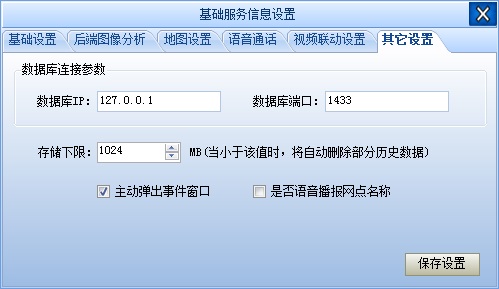 基础服务信息设置
基础设置 后端图像分析 地图设置 语音通话 视频联动设置 其它设置
数据库连接参数
数据库IP: 127.0.0.1 数据库端口: 1433
存储下限: 1024 MB(当小于该值时，将自动删除部分历史数据)
主动弹出事件窗口 是否语音播报网点名称
保存设置